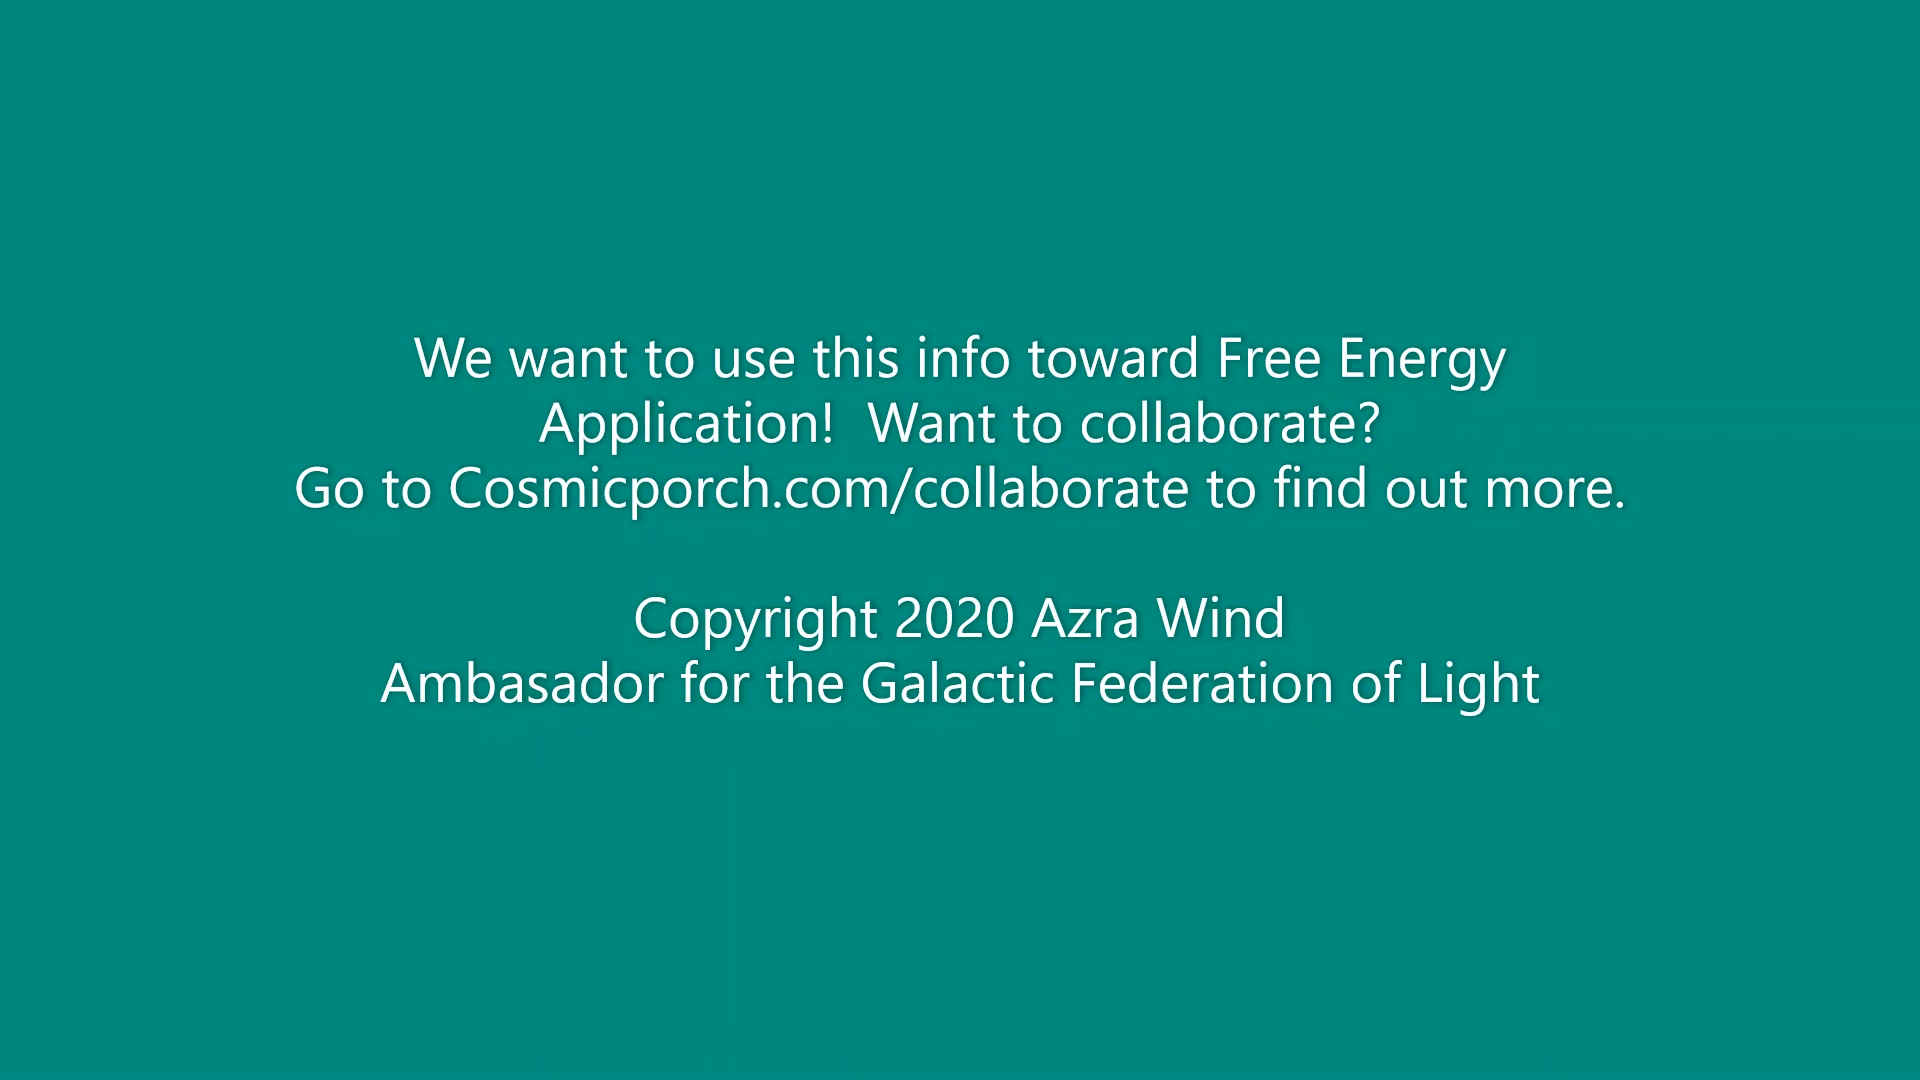 We want to use this info toward Free Energy
Application!  Want to collaborate?
Go to Cosmicporch.com/collaborate to find out more.
Copyright 2020 Azra Wind
Ambasador for the Galactic Federation of Light